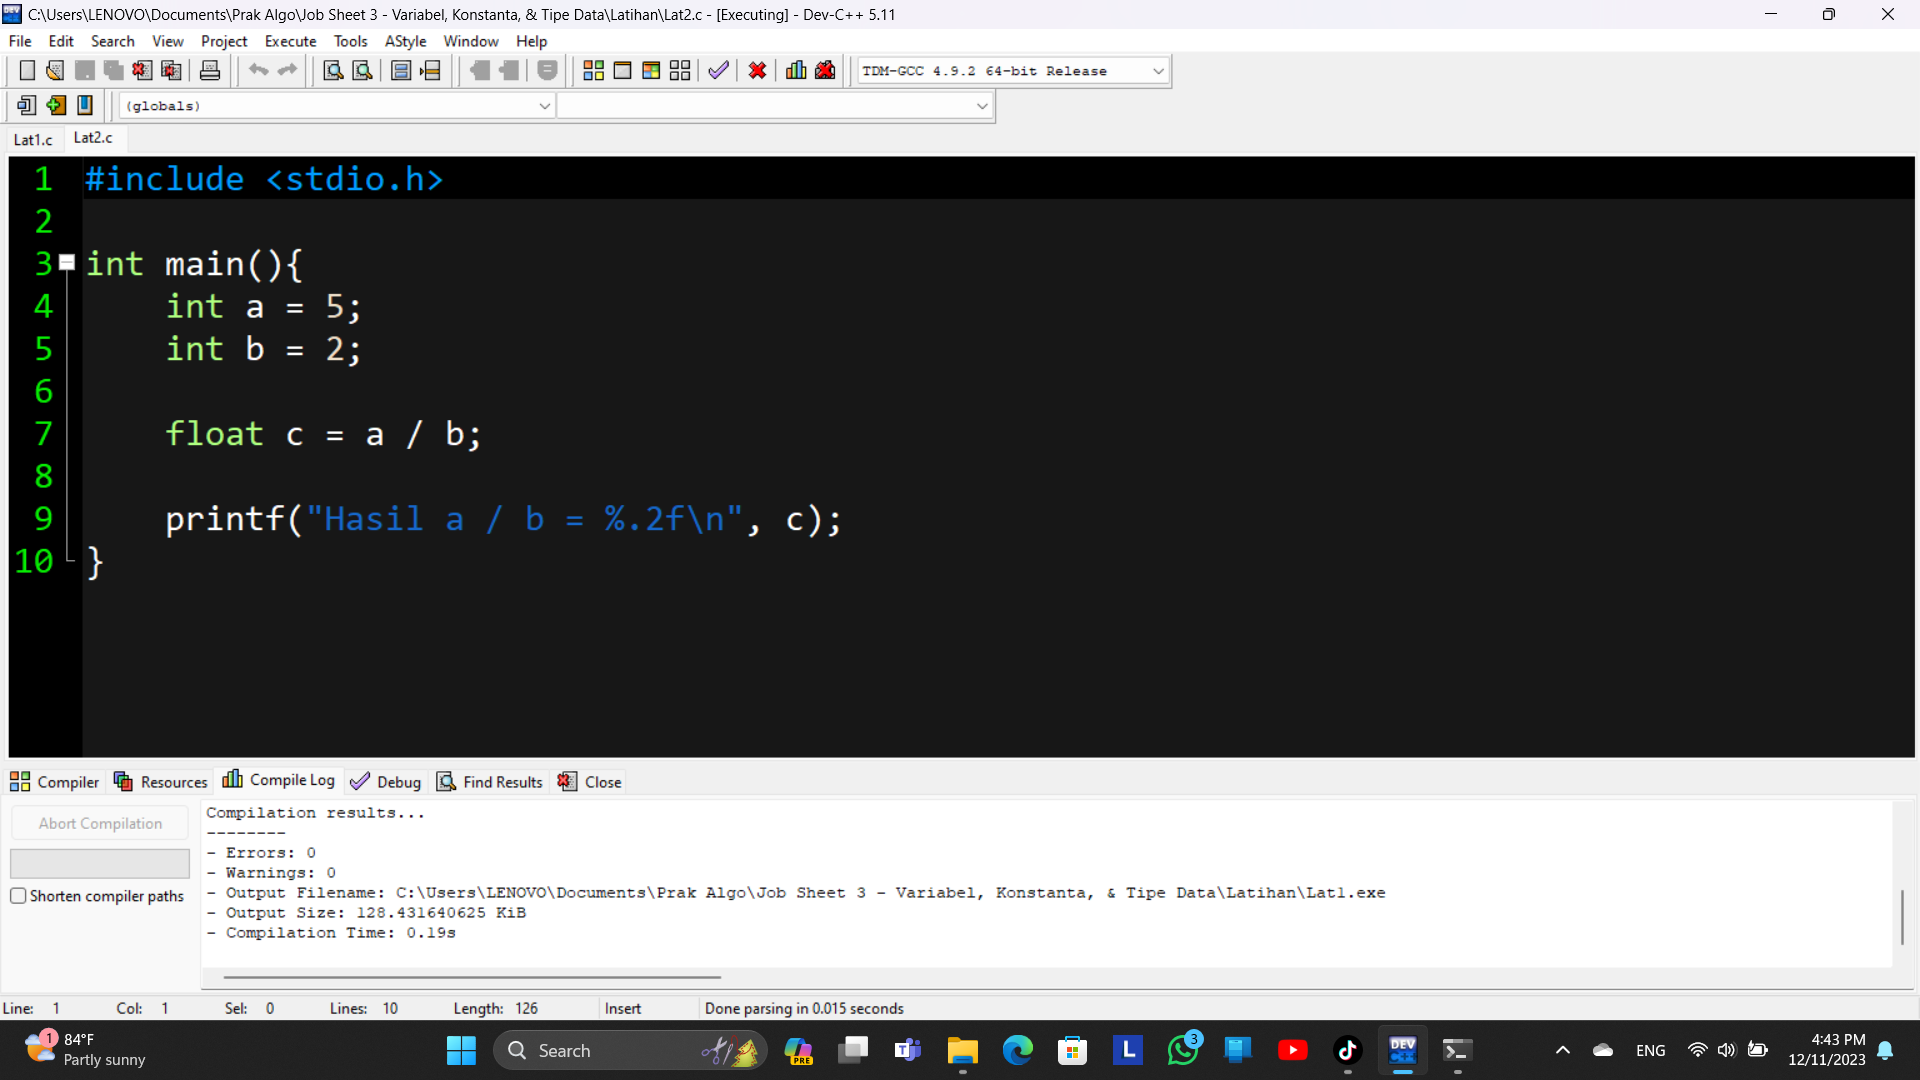 C:\Users\LENOVO\Documents\Prak Algo\Job Sheet 3 - Variabel, Konstanta, & Tipe Data\Latihan\Lat2.c - [Executing] - Dev-C++ 5.11
File Edit Search View Project Execute Tools AStyle Window Help
TDM-GCC 4.9.2 64-bit Release
(globals)
Lat1.c Lat2.c
1 #include <stdio.h>
2
3 int main(){
4 int a = 5;
5 int b = 2;
6
7 float c = a / b;
8
9 printf("Hasil a / b = %.2f\n", c);
10 }
Compiler Resources Compile Log Debug Find Results Close
Abort Compilation
Shorten compiler paths
Compilation results...
--------
- Errors: 0
- Warnings: 0
- Output Filename: C:\Users\LENOVO\Documents\Prak Algo\Job Sheet 3 - Variabel, Konstanta, & Tipe Data\Latihan\Lat1.exe
- Output Size: 128.431640625 KiB
- Compilation Time: 0.19s
Line: 1 Col: 1 Sel: 0 Lines: 10 Length: 126 Insert Done parsing in 0.015 seconds
1 84°F
Partly sunny
Search
PRE
L
3
DEV
C++
ENG
4:43 PM
12/11/2023